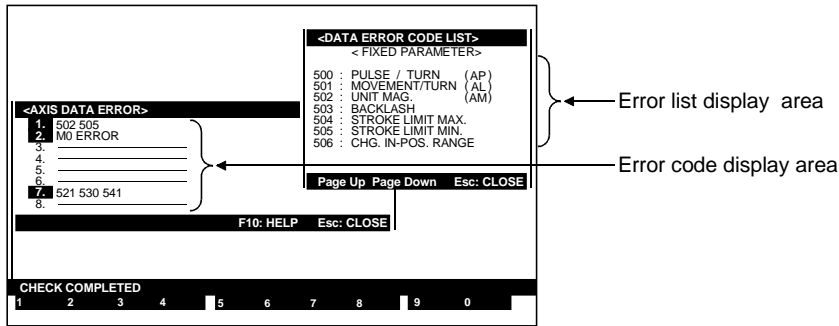 <DATA ERROR CODE LIST>
< FIXED PARAMETER>
500 : PULSE / TURN (AP)
501 : MOVEMENT/TURN (AL)
502 : UNIT MAG. (AM)
503 : BACKLASH
504 : STROKE LIMIT MAX.
505 : STROKE LIMIT MIN.
506 : CHG. IN-POS. RANGE
Page Up Page Down Esc: CLOSE
Error list display area
<AXIS DATA ERROR>
1. 502 505
2. M0 ERROR
3.
4.
5.
6.
7. 521 530 541
8.
F10: HELP Esc: CLOSE
Error code display area
CHECK COMPLETED
1 2 3 4 5 6 7 8 9 0